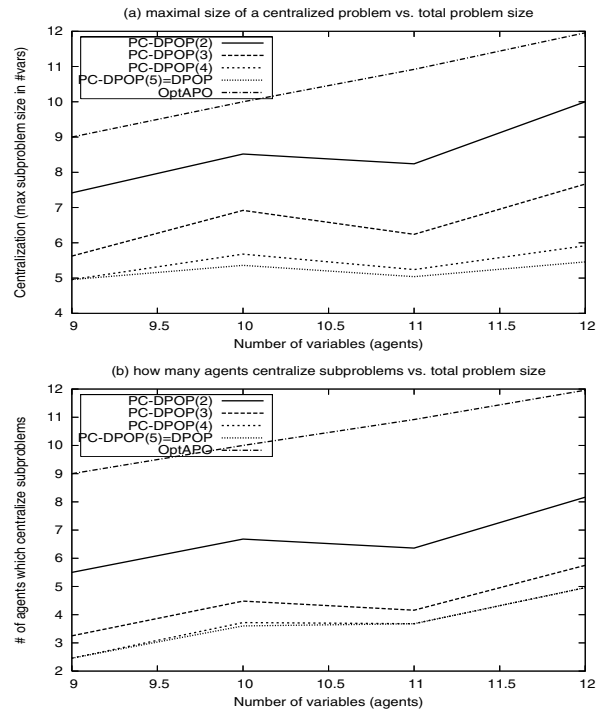 (a) maximal size of a centralized problem vs. total problem size
Centralization (max subproblem size in #vars)
12
11
10
9
8
7
6
5
4
PC-DPOP(2)
PC-DPOP(3)
PC-DPOP(4)
PC-DPOP(5)=DPOP
OptAPO
9 9.5 10 10.5 11 11.5 12
Number of variables (agents)
(b) how many agents centralize subproblems vs. total problem size
# of agents which centralize subproblems
12
11
10
9
8
7
6
5
4
3
2
PC-DPOP(2)
PC-DPOP(3)
PC-DPOP(4)
PC-DPOP(5)=DPOP
OptAPO
9 9.5 10 10.5 11 11.5 12
Number of variables (agents)